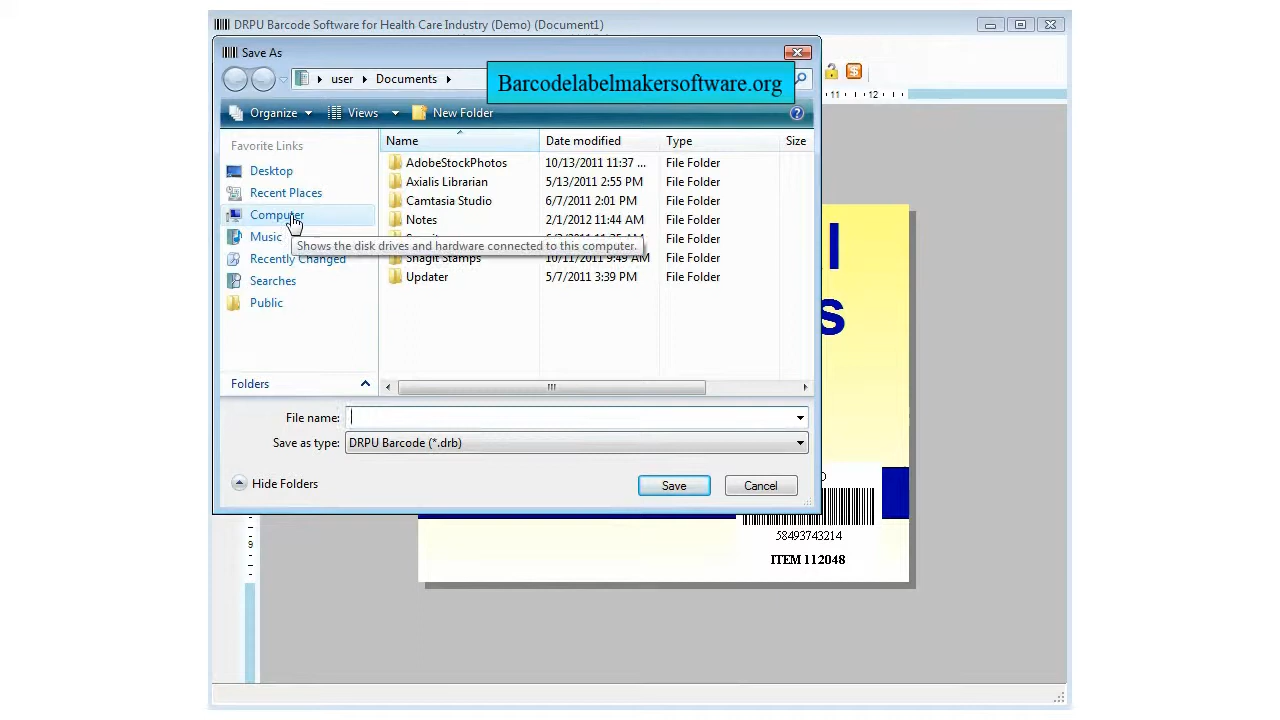 DRPU Barcode Software for Health Care Industry (Demo) (Document1)
Save As
user Documents
Barcodelabelmakersoftware.org
11 12
Organize Views New Folder
Favorite Links
Name Date modified Type Size
Desktop
Recent Places
Computer
Music
Recently Changed
Searches
Public
AdobeStockPhotos 10/13/2011 11:37 ... File Folder
Axialis Librarian 5/13/2011 2:55 PM File Folder
Camtasia Studio 6/7/2011 2:01 PM File Folder
Notes 2/1/2012 11:44 AM File Folder
File Folder
Shows the disk drives and hardware connected to this computer.
Snagit Stamps 10/11/2011 9:49 AM File Folder
Updater 5/7/2011 3:39 PM File Folder
Folders
File name:
Save as type: DRPU Barcode (*.drb)
Hide Folders Save Cancel
9
58493743214
ITEM 112048